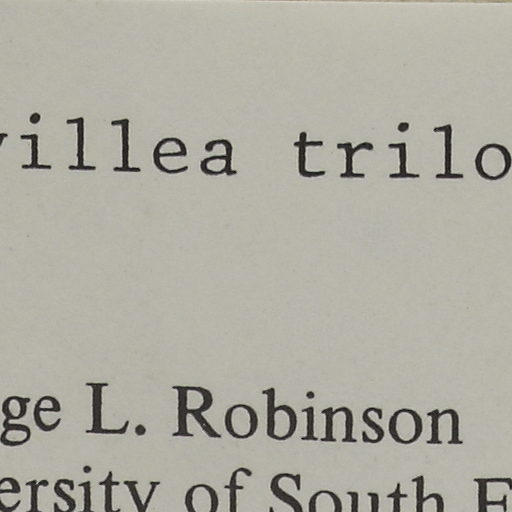 villea trilo
ge L. Robinson
ersity of South F